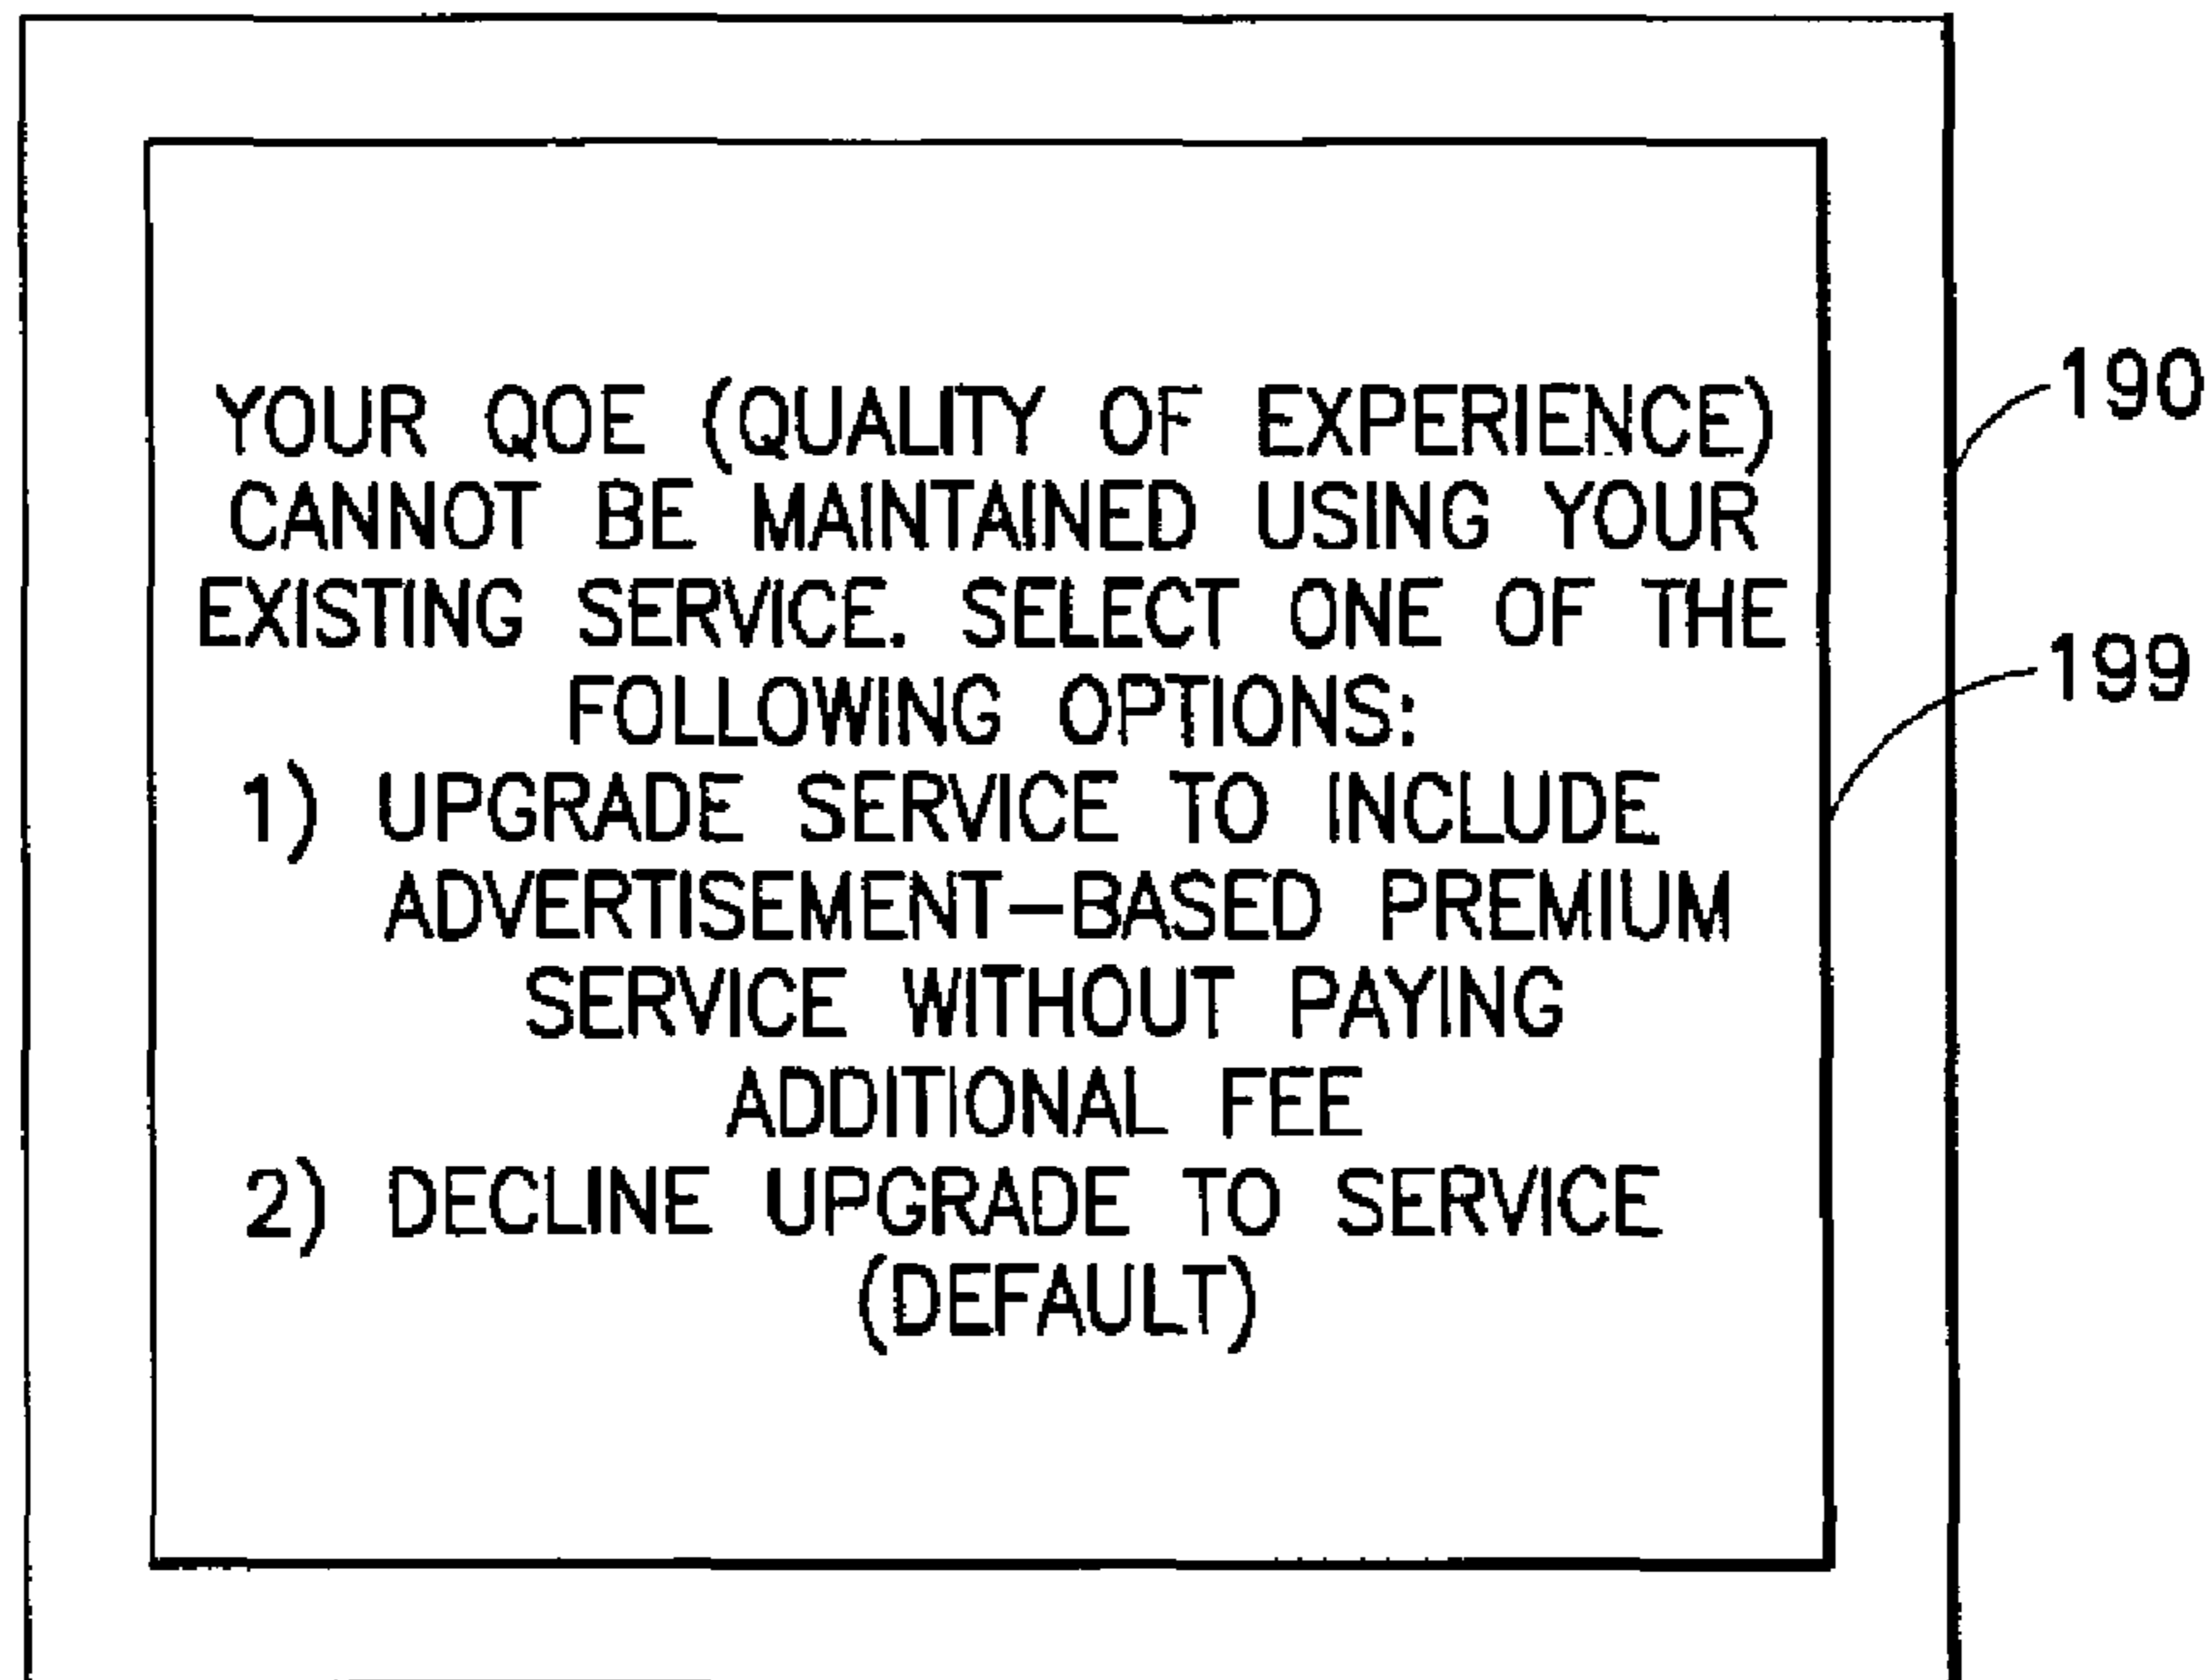 YOUR QOE (QUALITY OF EXPERIENCE)
CANNOT BE MAINTAINED USING YOUR
EXISTING SERVICE. SELECT ONE OF THE
FOLLOWING OPTIONS:
1) UPGRADE SERVICE TO INCLUDE
ADVERTISEMENT-BASED PREMIUM
SERVICE WITHOUT PAYING
ADDITIONAL FEE
2) DECLINE UPGRADE TO SERVICE
(DEFAULT)
190
199